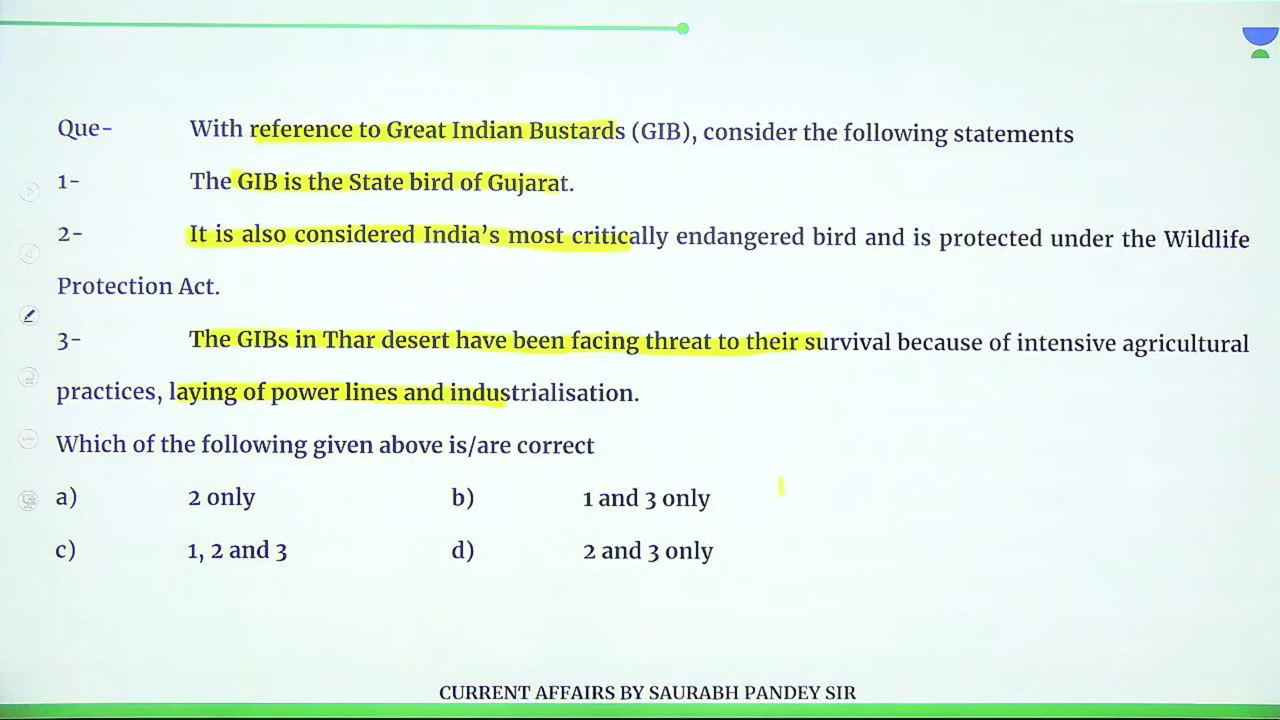 Que- With reference to Great Indian Bustards (GIB), consider the following statements
1- The GIB is the State bird of Gujarat.
2- It is also considered India's most critically endangered bird and is protected under the Wildlife
Protection Act.
3- The GIBs in Thar desert have been facing threat to their survival because of intensive agricultural
practices, laying of power lines and industrialisation.
Which of the following given above is/are correct
a) 2 only b) 1 and 3 only
c) 1, 2 and 3 d) 2 and 3 only
CURRENT AFFAIRS BY SAURABH PANDEY SIR